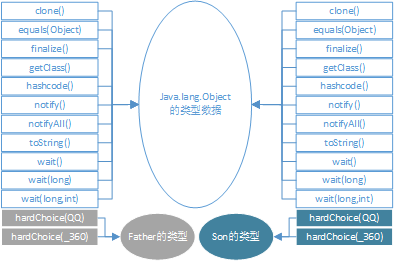 clone()
equals(Object)
finalize()
getClass()
hashcode()
notify()
notifyAll()
toString()
wait()
wait(long)
wait(long,int)
hardChoice(QQ)
hardChoice(_360)
Java.lang.Object
的类型数据
Father的类型
Son的类型
clone()
equals(Object)
finalize()
getClass()
hashcode()
notify()
notifyAll()
toString()
wait()
wait(long)
wait(long,int)
hardChoice(QQ)
hardChoice(_360)